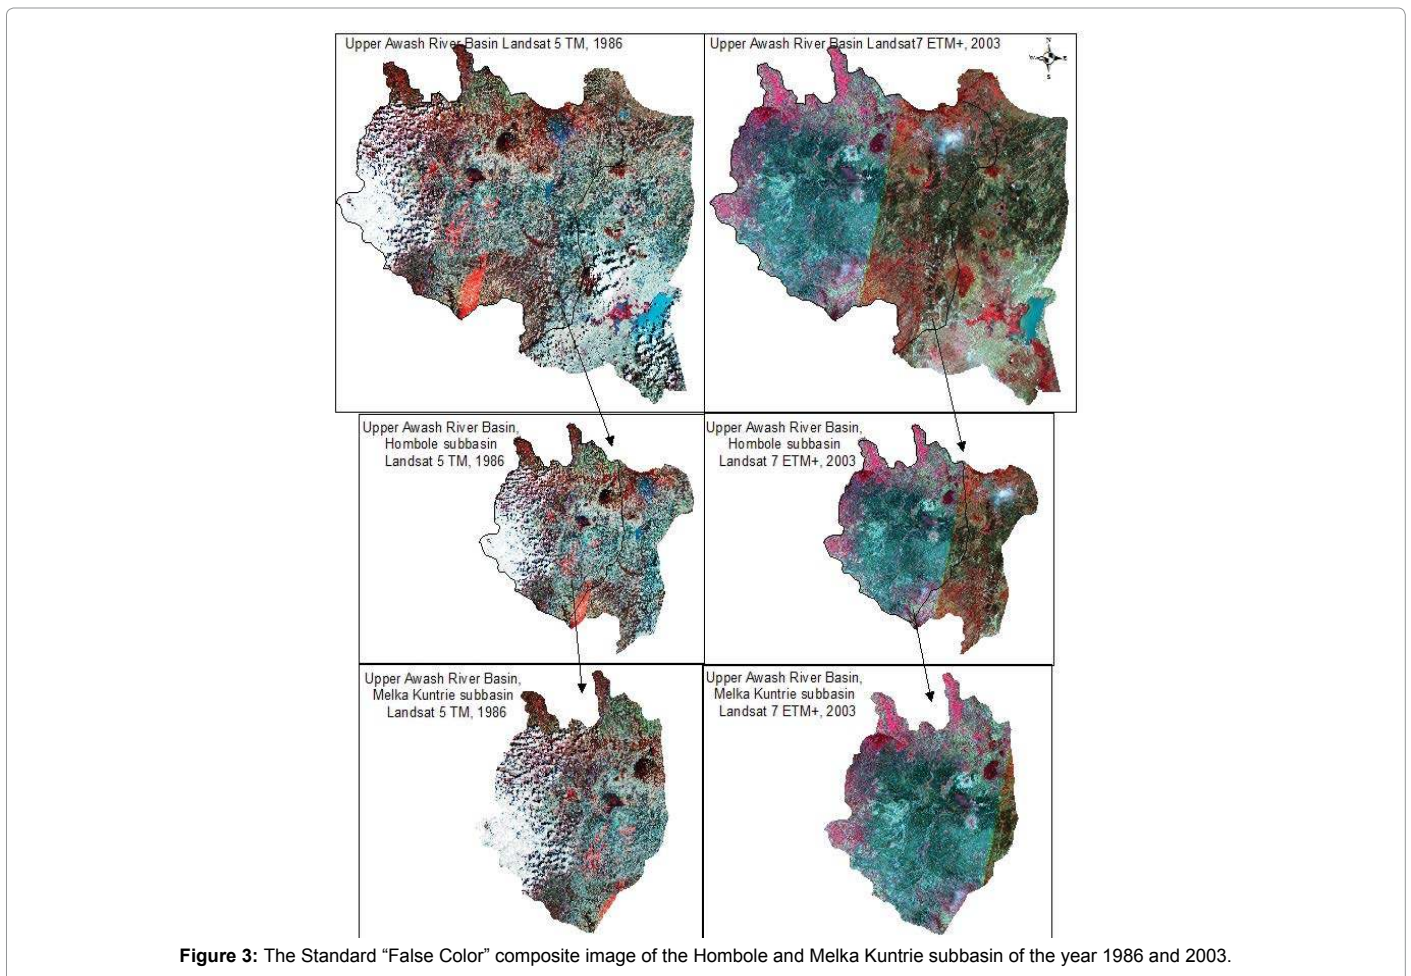 Upper Awash River Basin Landsat 5 TM, 1986
Upper Awash River Basin Landsat7 ETM+, 2003
N
W
E
S
Upper Awash River Basin,
Hombole subbasin
Landsat 5 TM, 1986
Upper Awash River Basin,
Hombole subbasin
Landsat 7 ETM+, 2003
Upper Awash River Basin,
Melka Kuntrie subbasin
Landsat 5 TM, 1986
Upper Awash River Basin,
Melka Kuntrie subbasin
Landsat 7 ETM+, 2003
Figure 3: The Standard “False Color” composite image of the Hombole and Melka Kuntrie subbasin of the year 1986 and 2003.